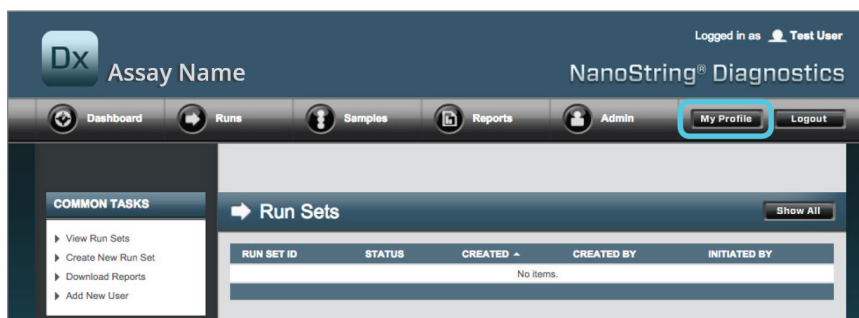 Logged in as Test User
Dx Assay Name
NanoString® Diagnostics
Dashboard Runs Samples Reports Admin My Profile Logout
COMMON TASKS
View Run Sets
Create New Run Set
Download Reports
Add New User
Run Sets
Show All
RUN SET ID STATUS CREATED CREATED BY INITIATED BY
No items.